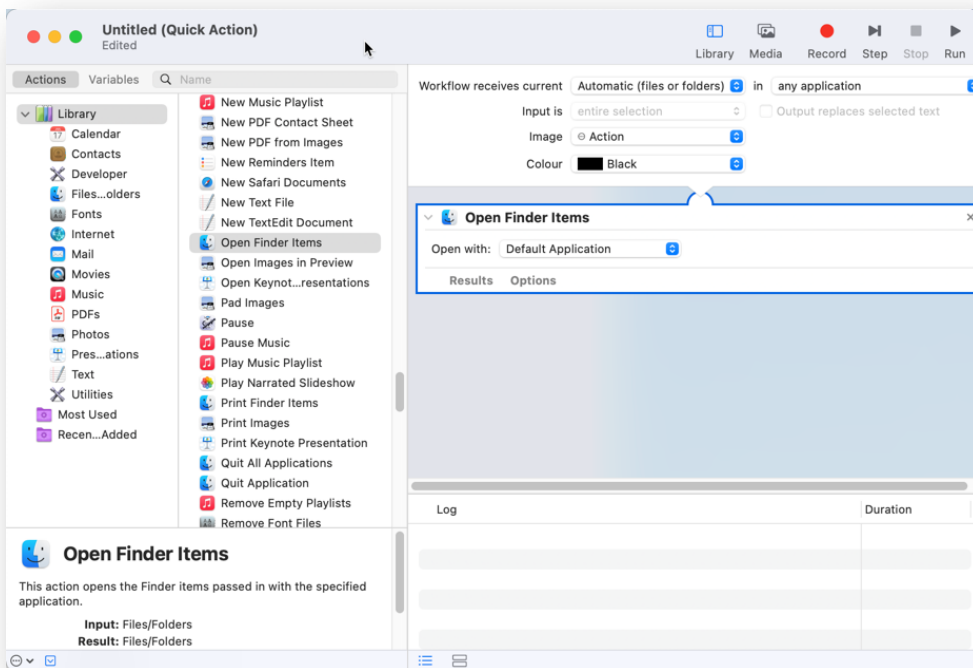 Untitled (Quick Action)
Edited
Library
Media
Record
Step
Stop
Run
Actions
Variables
Name
Library
Calendar
Contacts
Developer
Files...olders
Fonts
Internet
Mail
Movies
Music
PDFs
Photos
Pres...ations
Text
Utilities
Most Used
Recen...Added
New Music Playlist
New PDF Contact Sheet
New PDF from Images
New Reminders Item
New Safari Documents
New Text File
New TextEdit Document
Open Finder Items
Open Images in Preview
Open Keynot...resentations
Pad Images
Pause
Pause Music
Play Music Playlist
Play Narrated Slideshow
Print Finder Items
Print Images
Print Keynote Presentation
Quit All Applications
Quit Application
Remove Empty Playlists
Remove Font Files
Open Finder Items
This action opens the Finder items passed in with the specified
application.
Input: Files/Folders
Result: Files/Folders
Workflow receives current Automatic (files or folders) in any application
Input is entire selection Output replaces selected text
Image Action
Colour Black
Open Finder Items
Open with: Default Application
Results Options
Log Duration